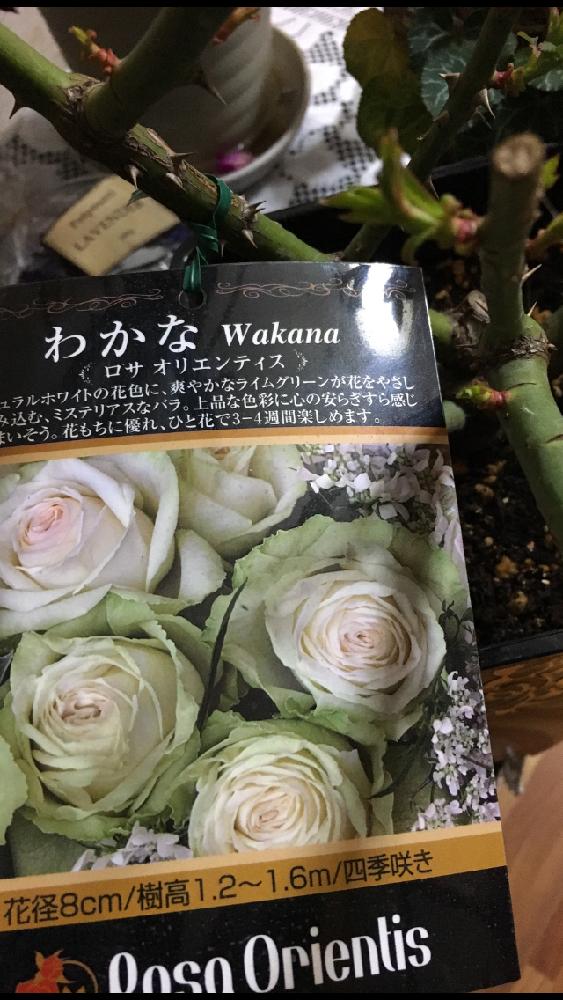 LAVENDER
わかな Wakana
ロサ オリエンティス
ュラルホワイトの花色に、爽やかなライムグリーンが花をやさし
み込む、ミステリアスなバラ。上品な色彩に心の安らぎすら感じ
まいそう。花もちに優れ、ひと花で3-4週間楽しめます。
花径8cm/樹高1.2～1.6m/四季咲き
Rosa Orientis